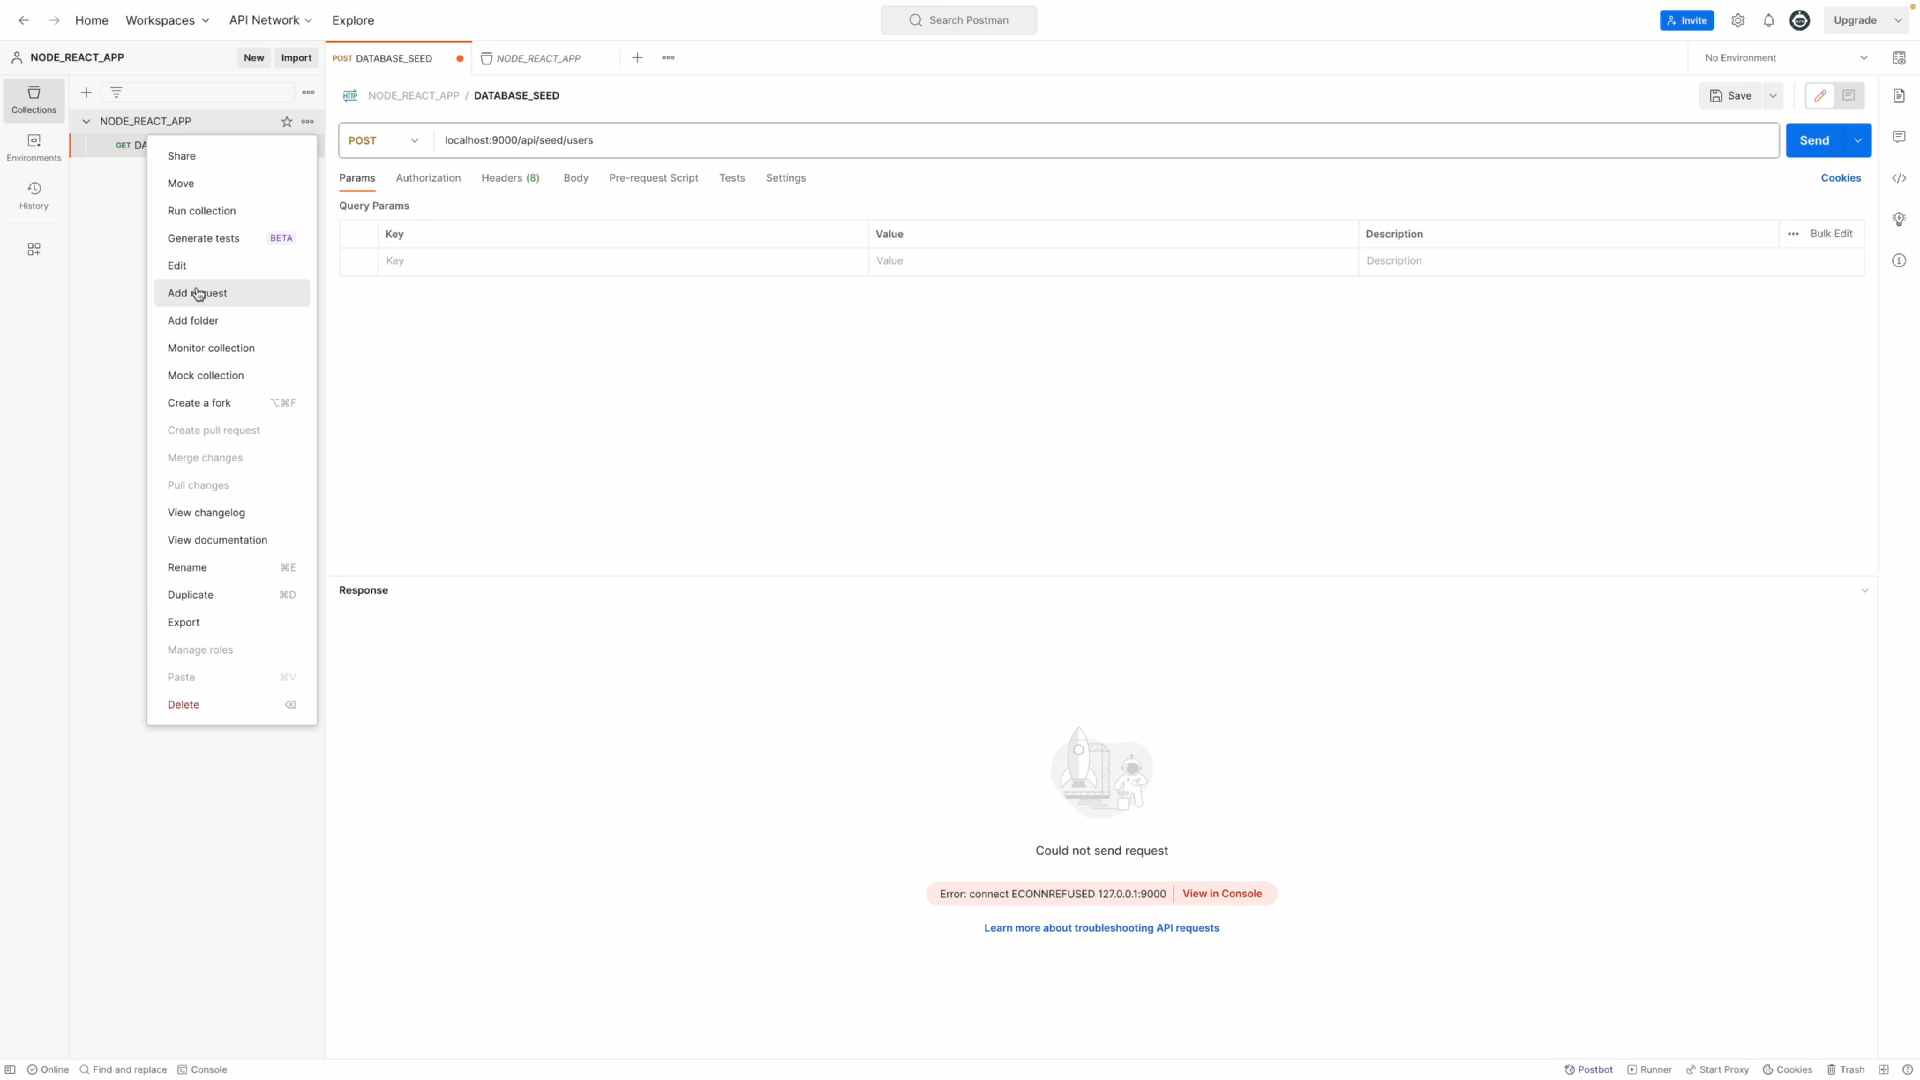 Home Workspaces API Network Explore Search Postman Invite Upgrade
NODE_REACT_APP New Import POST DATABASE_SEED NODE_REACT_APP No Environment
Collections
NODE_REACT_APP / DATABASE_SEED Save
NODE_REACT_APP
GET DA
POST localhost:9000/api/seed/users Send
Environments
History
Share
Move
Run collection
Generate tests BETA
Edit
Add request
Add folder
Monitor collection
Mock collection
Create a fork ⌥⌘F
Create pull request
Merge changes
Pull changes
View changelog
View documentation
Rename ⌘E
Duplicate ⌘D
Export
Manage roles
Paste ⌘V
Delete
Params Authorization Headers (8) Body Pre-request Script Tests Settings Cookies
Query Params
Key Value Description Bulk Edit
Key Value Description
Response
Could not send request
Error: connect ECONNREFUSED 127.0.0.1:9000 View in Console
Learn more about troubleshooting API requests
Online Find and replace Console Postbot Runner Start Proxy Cookies Trash